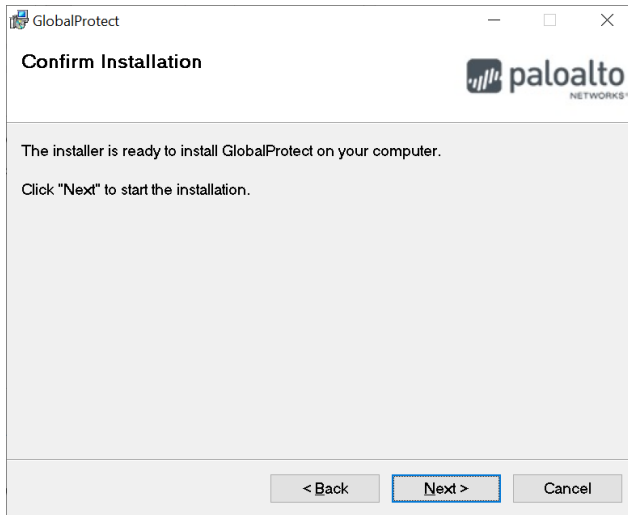 GlobalProtect
Confirm Installation
paloalto
NETWORKS
The installer is ready to install GlobalProtect on your computer.
Click "Next" to start the installation.
< Back
Next >
Cancel